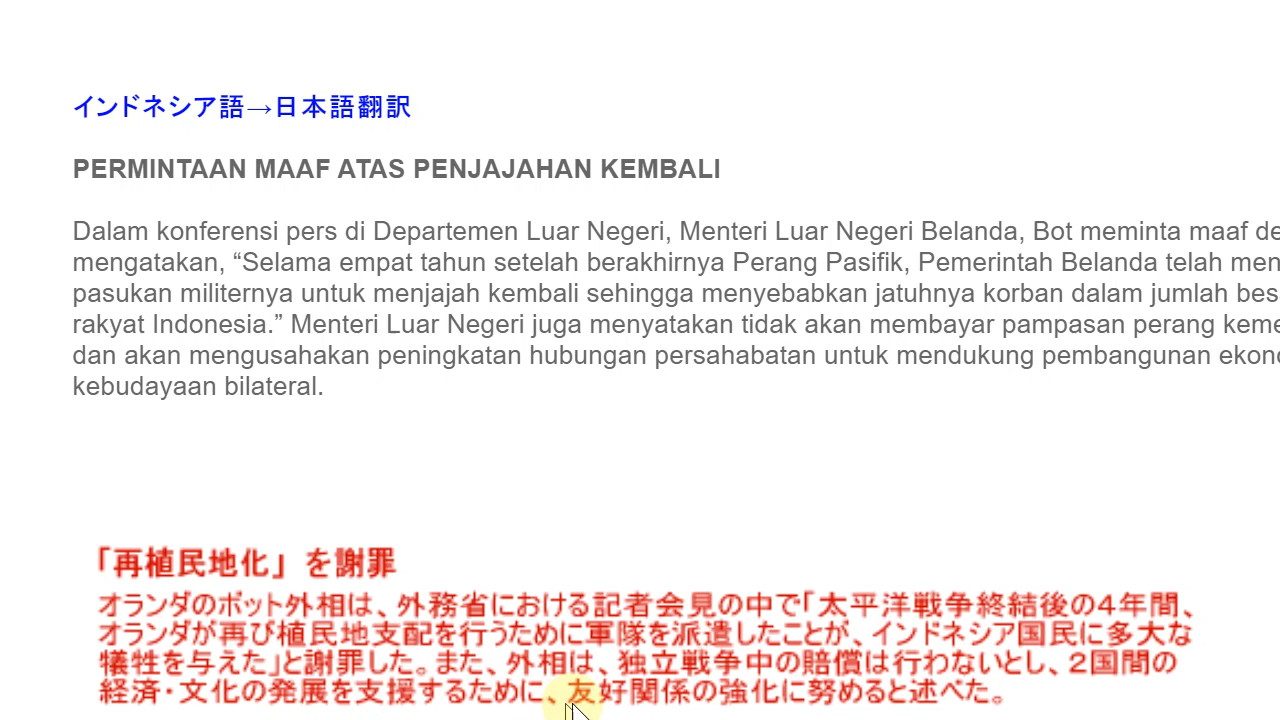 インドネシア語→日本語翻訳
PERMINTAAN MAAF ATAS PENJAJAHAN KEMBALI
Dalam konferensi pers di Departemen Luar Negeri, Menteri Luar Negeri Belanda, Bot meminta maaf
mengatakan, “Selama empat tahun setelah berakhirnya Perang Pasifik, Pemerintah Belanda telah
pasukan militernya untuk menjajah kembali sehingga menyebabkan jatuhnya korban dalam jumlah
rakyat Indonesia.” Menteri Luar Negeri juga menyatakan tidak akan membayar pampasan perang
dan akan mengusahakan peningkatan hubungan persahabatan untuk mendukung pembangunan
kebudayaan bilateral.
「再植民地化」を謝罪
オランダのボット外相は、外務省における記者会見の中で「太平洋戦争終結後の4年間、
オランダが再び植民地支配を行うために軍隊を派遣したことが、インドネシア国民に多大な
犠牲を与えた」と謝罪した。また、外相は、独立戦争中の賠償は行わないとし、2国間の
経済・文化の発展を支援するために、友好関係の強化に努めると述べた。